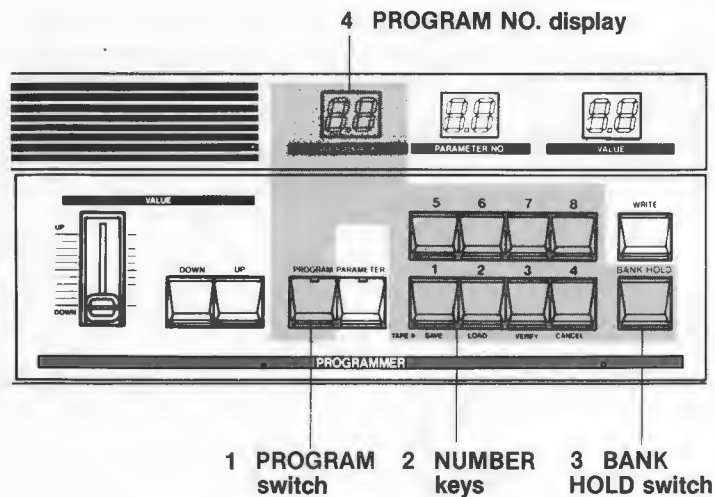 4 PROGRAM NO. display
PARAMETER NO
VALUE
VALUE
UP
DOWN
DOWN UP
PROGRAM PARAMETER
5 6 7 8
WRITE
1 2 3 4
BANK HOLD
TAPE SAVE LOAD VERIFY CANCEL
PROGRAMMER
1 PROGRAM switch
2 NUMBER keys
3 BANK HOLD switch